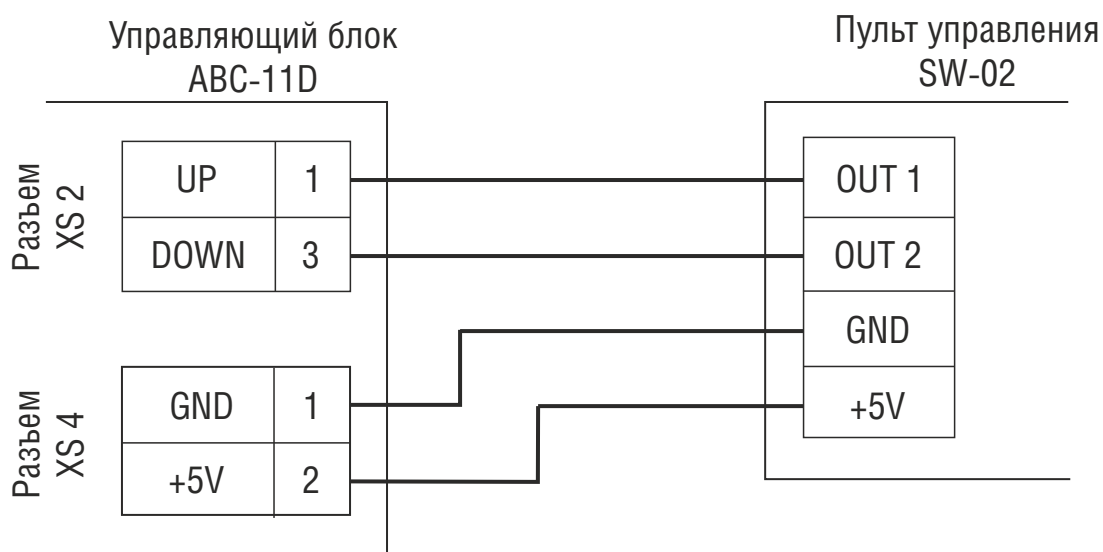 Управляющий блок
ABC-11D
Пульт управления
SW-02
Разъем
XS 2
UP 1
DOWN 3
OUT 1
OUT 2
GND
+5V
Разъем
XS 4
GND 1
+5V 2